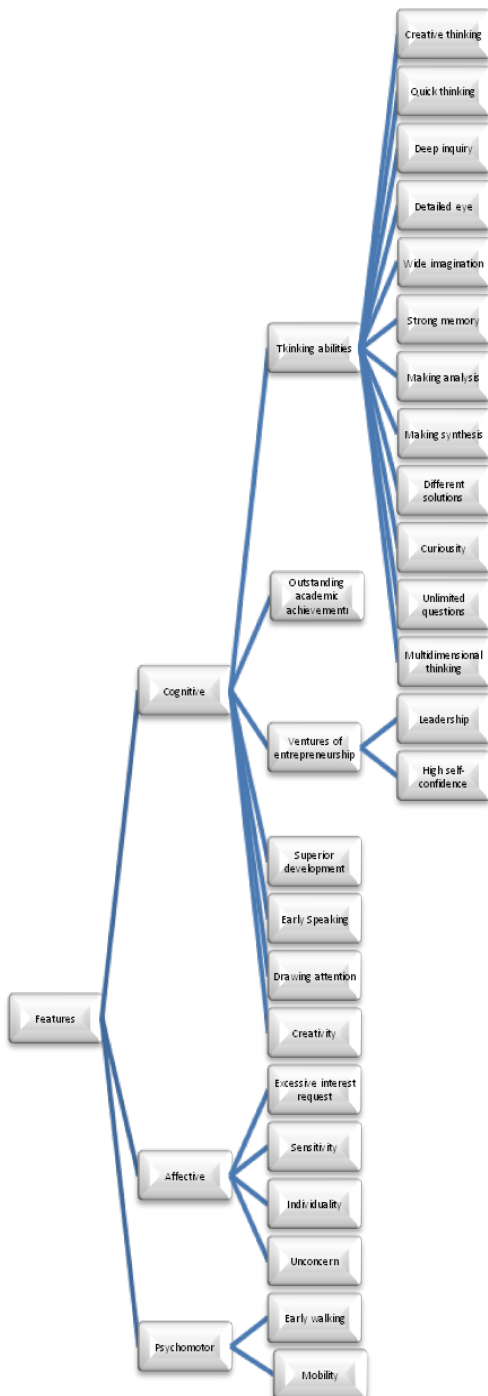 Creative thinking
Quick thinking
Deep inquiry
Detailed eye
Wide imagination
Strong memory
Thinking abilities
Making analysis
Making synthesis
Different
solutions
Curiousity
Outstanding
academic
achievement
Unlimited
questions
Multidimensional
thinking
Cognitive
Leadership
Ventures of
entrepreneurship
High self-
confidence
Superior
development
Early Speaking
Drawing attention
Features
Creativity
Excessive interest
request
Sensitivity
Affective
Individuality
Unconcern
Early walking
Psychomotor
Mobility